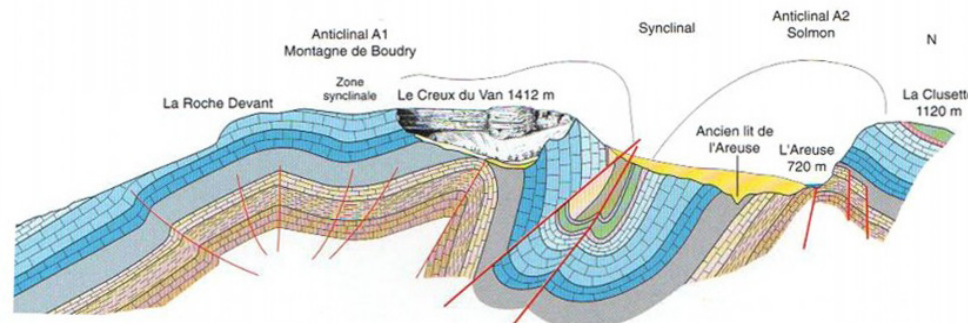 Anticlinal A1
Montagne de Boudry
Synclinal
Anticlinal A2
Solmon
N
La Roche Devant
Zone
synclinale
Le Creux du Van 1412 m
La Clusette
1120 m
Ancien lit de
l'Areuse
L'Areuse
720 m